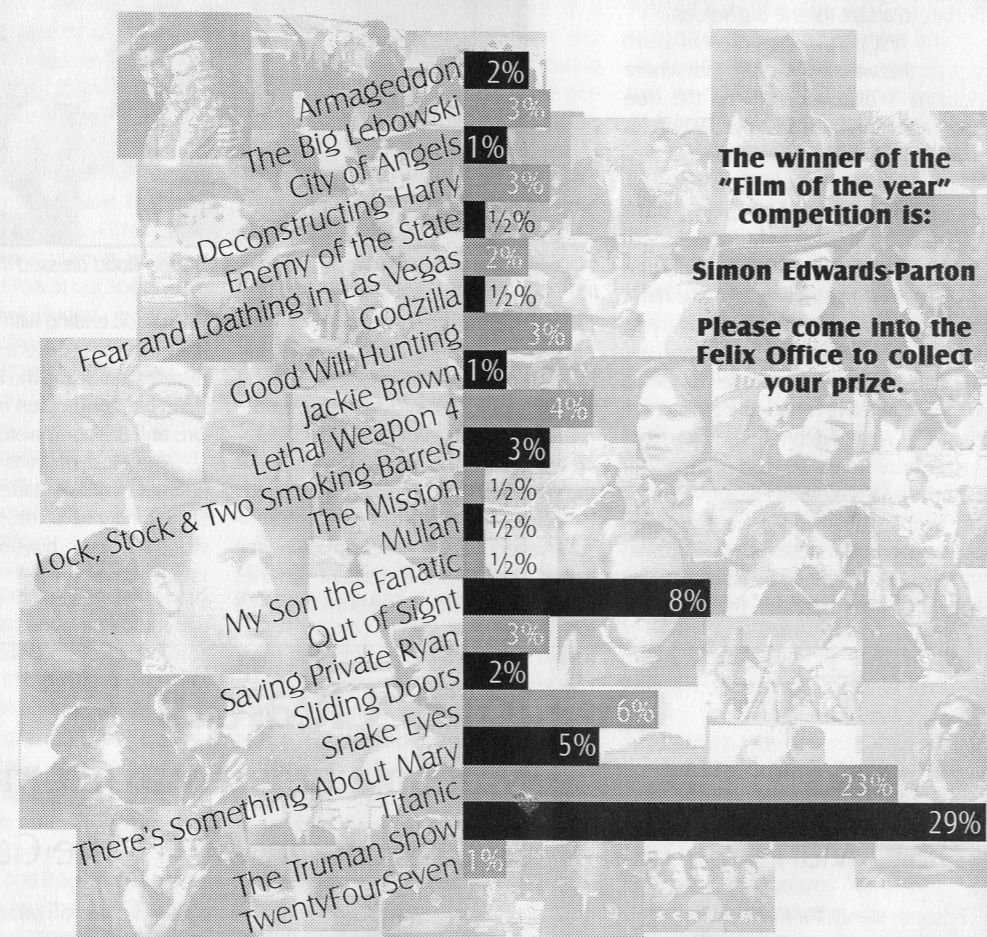 Armageddon 2%
The Big Lebowski 3%
City of Angels 1%
Deconstructing Harry 3%
Enemy of the State ½%
Fear and Loathing in Las Vegas 2%
Godzilla ½%
Good Will Hunting 3%
Jackie Brown 1%
Lethal Weapon 4 4%
Lock, Stock & Two Smoking Barrels 3%
The Mission ½%
Mulan ½%
My Son the Fanatic ½%
Out of Signt 8%
Saving Private Ryan 3%
Sliding Doors 2%
Snake Eyes 6%
There's Something About Mary 5%
Titanic 23%
The Truman Show 29%
TwentyFourSeven 1%
The winner of the
"Film of the year"
competition is:
Simon Edwards-Parton
Please come into the
Felix Office to collect
your prize.